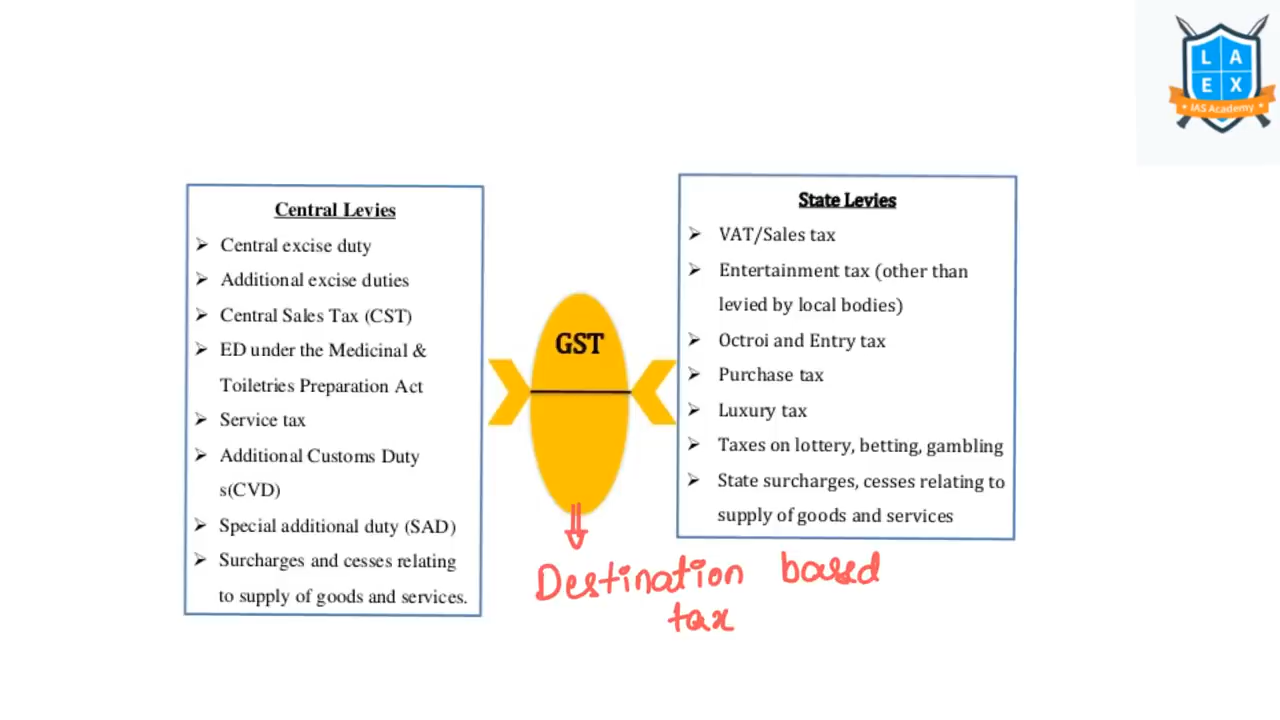 L A
E X
IAS Academy
Central Levies
Central excise duty
Additional excise duties
Central Sales Tax (CST)
ED under the Medicinal &
Toiletries Preparation Act
Service tax
Additional Customs Duty
s(CVD)
Special additional duty (SAD)
Surcharges and cesses relating
to supply of goods and services.
GST
State Levies
VAT/Sales tax
Entertainment tax (other than
levied by local bodies)
Octroi and Entry tax
Purchase tax
Luxury tax
Taxes on lottery, betting, gambling
State surcharges, cesses relating to
supply of goods and services
Destination based
tax